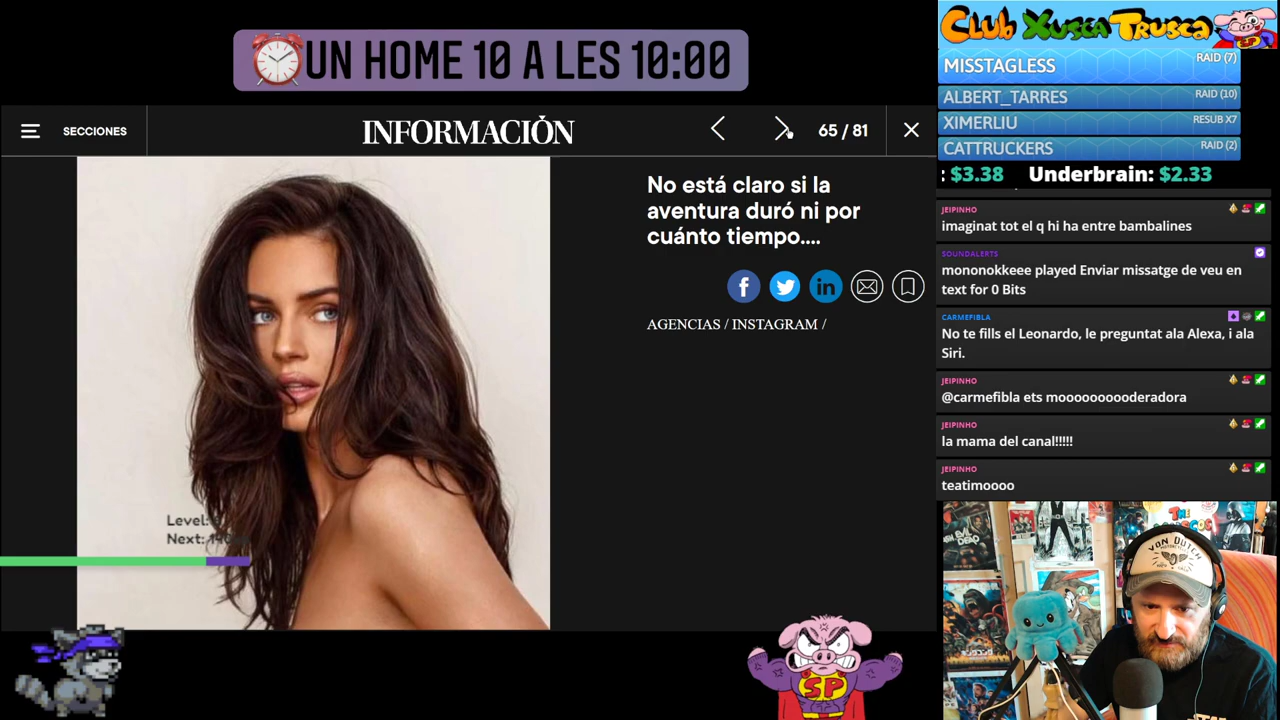 UN HOME 10 A LES 10:00
SECCIONES
INFORMACIÓN
65 / 81
No está claro si la
aventura duró ni por
cuánto tiempo....
AGENCIAS / INSTAGRAM /
Level:
Next:
SP
Club Xusca Trusca
MISSTAGLESS RAID (7)
ALBERT_TARRES RAID (10)
XIMERLIU RESUB X7
CATTRUCKERS RAID (2)
: $3.38 Underbrain: $2.33
JEIPINHO
imaginat tot el q hi ha entre bambalines
SOUNDALERTS
mononokkeee played Enviar missatge de veu en
text for 0 Bits
CARMEFIBLA
No te fills el Leonardo, le preguntat ala Alexa, i ala
Siri.
JEIPINHO
@carmefibla ets moooooooooderadora
JEIPINHO
la mama del canal!!!!!
JEIPINHO
teatimoooo
VON DUTCH